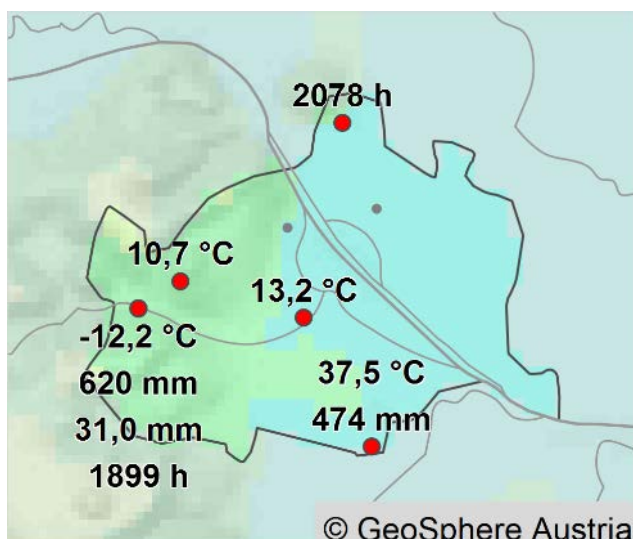 2078 h
10,7 °C
13,2 °C
-12,2 °C
620 mm
31,0 mm
1899 h
37,5 °C
474 mm
© GeoSphere Austria